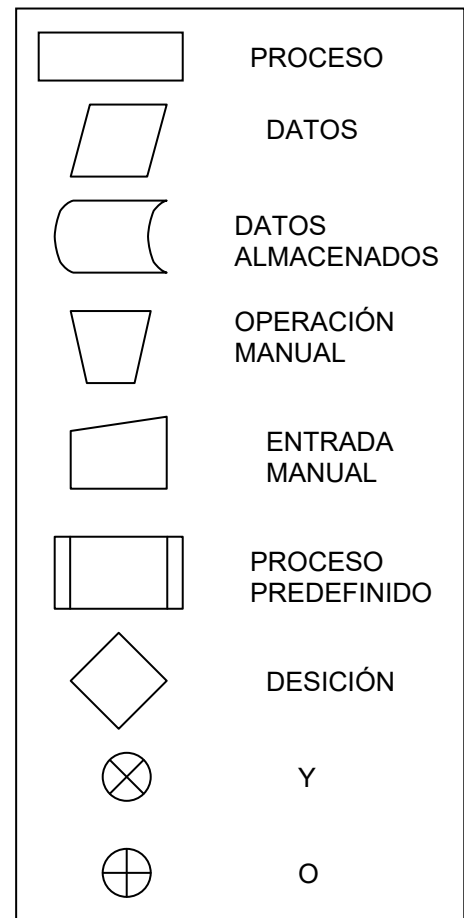 PROCESO
DATOS
DATOS
ALMACENADOS
OPERACIÓN
MANUAL
ENTRADA
MANUAL
PROCESO
PREDEFINIDO
DESICIÓN
Y
O